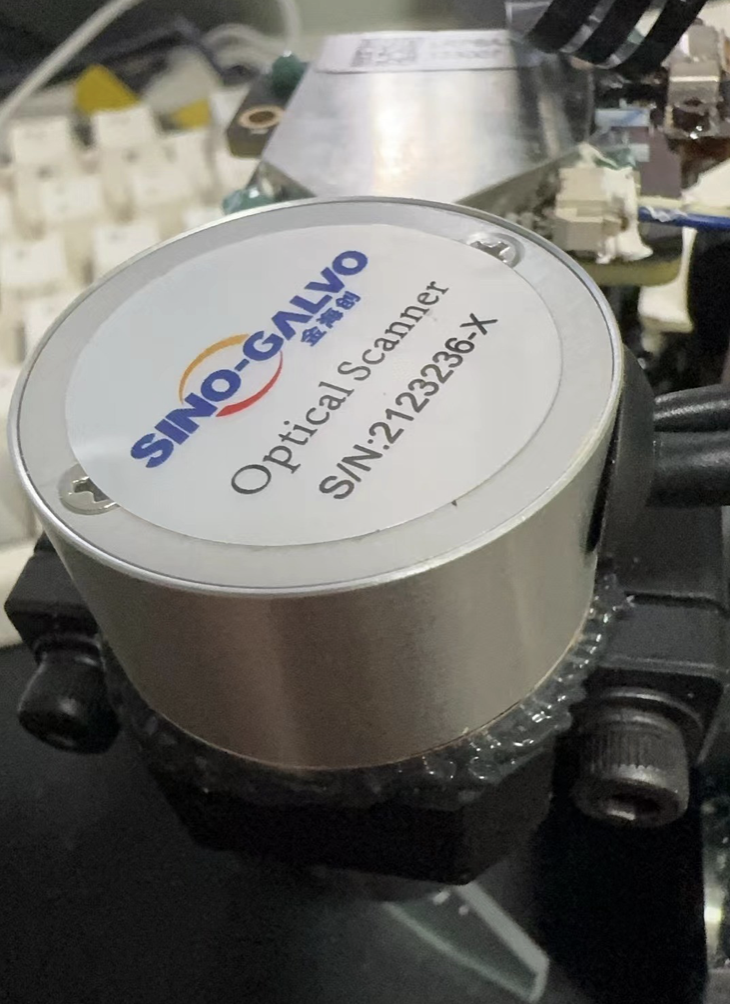 SINO-GALVO
金海创
Optical Scanner
S/N:2123236-X